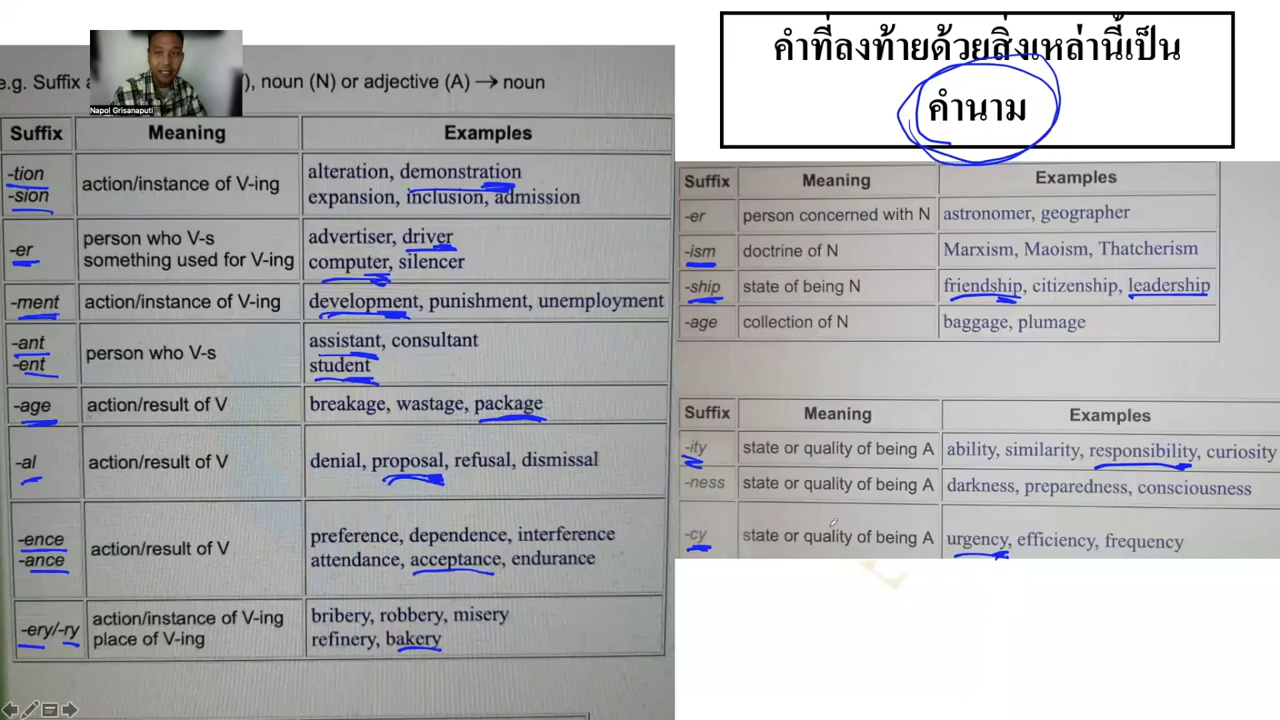 คำที่ลงท้ายด้วยสิ่งเหล่านี้เป็น
คำนาม
Napol Grisanaputi
e.g. Suffix
), noun (N) or adjective (A) → noun
Suffix Meaning Examples
-tion
-sion
action/instance of V-ing
alteration, demonstration
expansion, inclusion, admission
-er
person who V-s
something used for V-ing
advertiser, driver
computer, silencer
-ment action/instance of V-ing development, punishment, unemployment
-ant
-ent
person who V-s
assistant, consultant
student
-age action/result of V breakage, wastage, package
-al action/result of V denial, proposal, refusal, dismissal
-ence
-ance
action/result of V
preference, dependence, interference
attendance, acceptance, endurance
-ery/-ry
action/instance of V-ing
place of V-ing
bribery, robbery, misery
refinery, bakery
Suffix Meaning Examples
-er person concerned with N astronomer, geographer
-ism doctrine of N Marxism, Maoism, Thatcherism
-ship state of being N friendship, citizenship, leadership
-age collection of N baggage, plumage
Suffix Meaning Examples
-ity state or quality of being A ability, similarity, responsibility, curiosity
-ness state or quality of being A darkness, preparedness, consciousness
-cy state or quality of being A urgency, efficiency, frequency